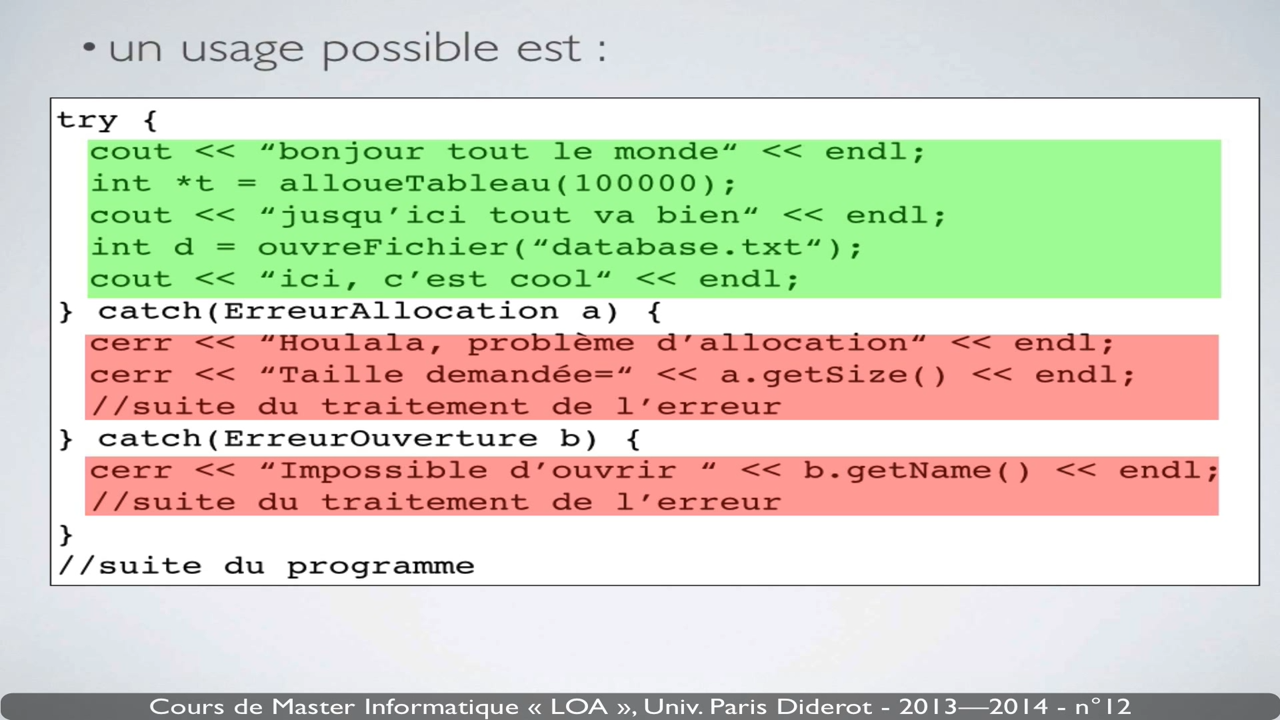 • un usage possible est :
try {
cout << “bonjour tout le monde“ << endl;
int *t = alloueTableau(100000);
cout << “jusqu’ici tout va bien“ << endl;
int d = ouvreFichier(“database.txt“);
cout << “ici, c’est cool“ << endl;
} catch(ErreurAllocation a) {
cerr << “Houlala, problème d’allocation“ << endl;
cerr << “Taille demandée=“ << a.getSize() << endl;
//suite du traitement de l’erreur
} catch(ErreurOuverture b) {
cerr << “Impossible d’ouvrir “ << b.getName() << endl;
//suite du traitement de l’erreur
}
//suite du programme
Cours de Master Informatique « LOA », Univ. Paris Diderot - 2013—2014 - n°12